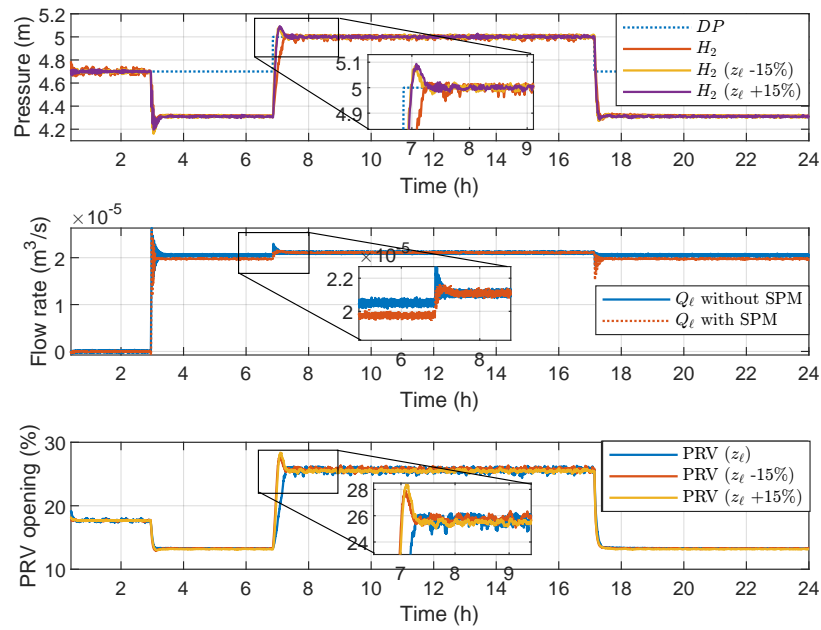 5.2
5
4.8
4.6
4.4
4.2
Pressure (m)
DP
H₂
H₂ (zℓ -15%)
H₂ (zℓ +15%)
5.1
5
4.9
7 8 9
2 4 6 8 10 12 14 16 18 20 22 24
Time (h)
×10⁻⁵
2
1
0
Flow rate (m³/s)
×10⁻⁵
2.2
2
6 8
Qℓ without SPM
Qℓ with SPM
2 4 6 8 10 12 14 16 18 20 22 24
Time (h)
30
20
10
PRV opening (%)
PRV (zℓ)
PRV (zℓ -15%)
PRV (zℓ +15%)
28
26
24
7 8 9
2 4 6 8 10 12 14 16 18 20 22 24
Time (h)